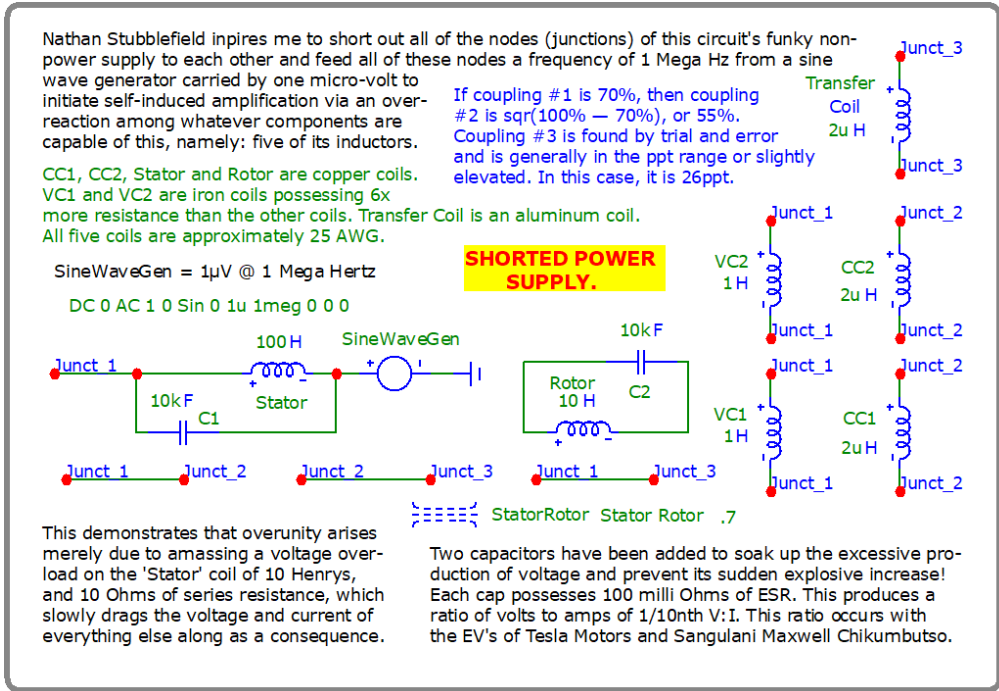 Nathan Stubblefield inpires me to short out all of the nodes (junctions) of this circuit's funky non-
power supply to each other and feed all of these nodes a frequency of 1 Mega Hz from a sine
wave generator carried by one micro-volt to
initiate self-induced amplification via an over-
reaction among whatever components are
capable of this, namely: five of its inductors.
If coupling #1 is 70%, then coupling
#2 is sqr(100% — 70%), or 55%.
Coupling #3 is found by trial and error
and is generally in the ppt range or slightly
elevated. In this case, it is 26ppt.
Junct_3
Transfer
Coil
2u H
Junct_3
CC1, CC2, Stator and Rotor are copper coils.
VC1 and VC2 are iron coils possessing 6x
more resistance than the other coils. Transfer Coil is an aluminum coil.
All five coils are approximately 25 AWG.
SineWaveGen = 1µV @ 1 Mega Hertz
DC 0 AC 1 0 Sin 0 1u 1meg 0 0 0
SHORTED POWER
SUPPLY.
Junct_1
VC2
1 H
Junct_1
Junct_2
CC2
2u H
Junct_2
Junct_1
100 H
Stator
SineWaveGen
10k F
C1
10k F
C2
Rotor
10 H
Junct_1
VC1
1 H
Junct_1
Junct_2
CC1
2u H
Junct_2
Junct_1 Junct_2
Junct_2 Junct_3
Junct_1 Junct_3
StatorRotor Stator Rotor .7
This demonstrates that overunity arises
merely due to amassing a voltage over-
load on the 'Stator' coil of 10 Henrys,
and 10 Ohms of series resistance, which
slowly drags the voltage and current of
everything else along as a consequence.
Two capacitors have been added to soak up the excessive pro-
duction of voltage and prevent its sudden explosive increase!
Each cap possesses 100 milli Ohms of ESR. This produces a
ratio of volts to amps of 1/10nth V:I. This ratio occurs with
the EV's of Tesla Motors and Sangulani Maxwell Chikumbutso.